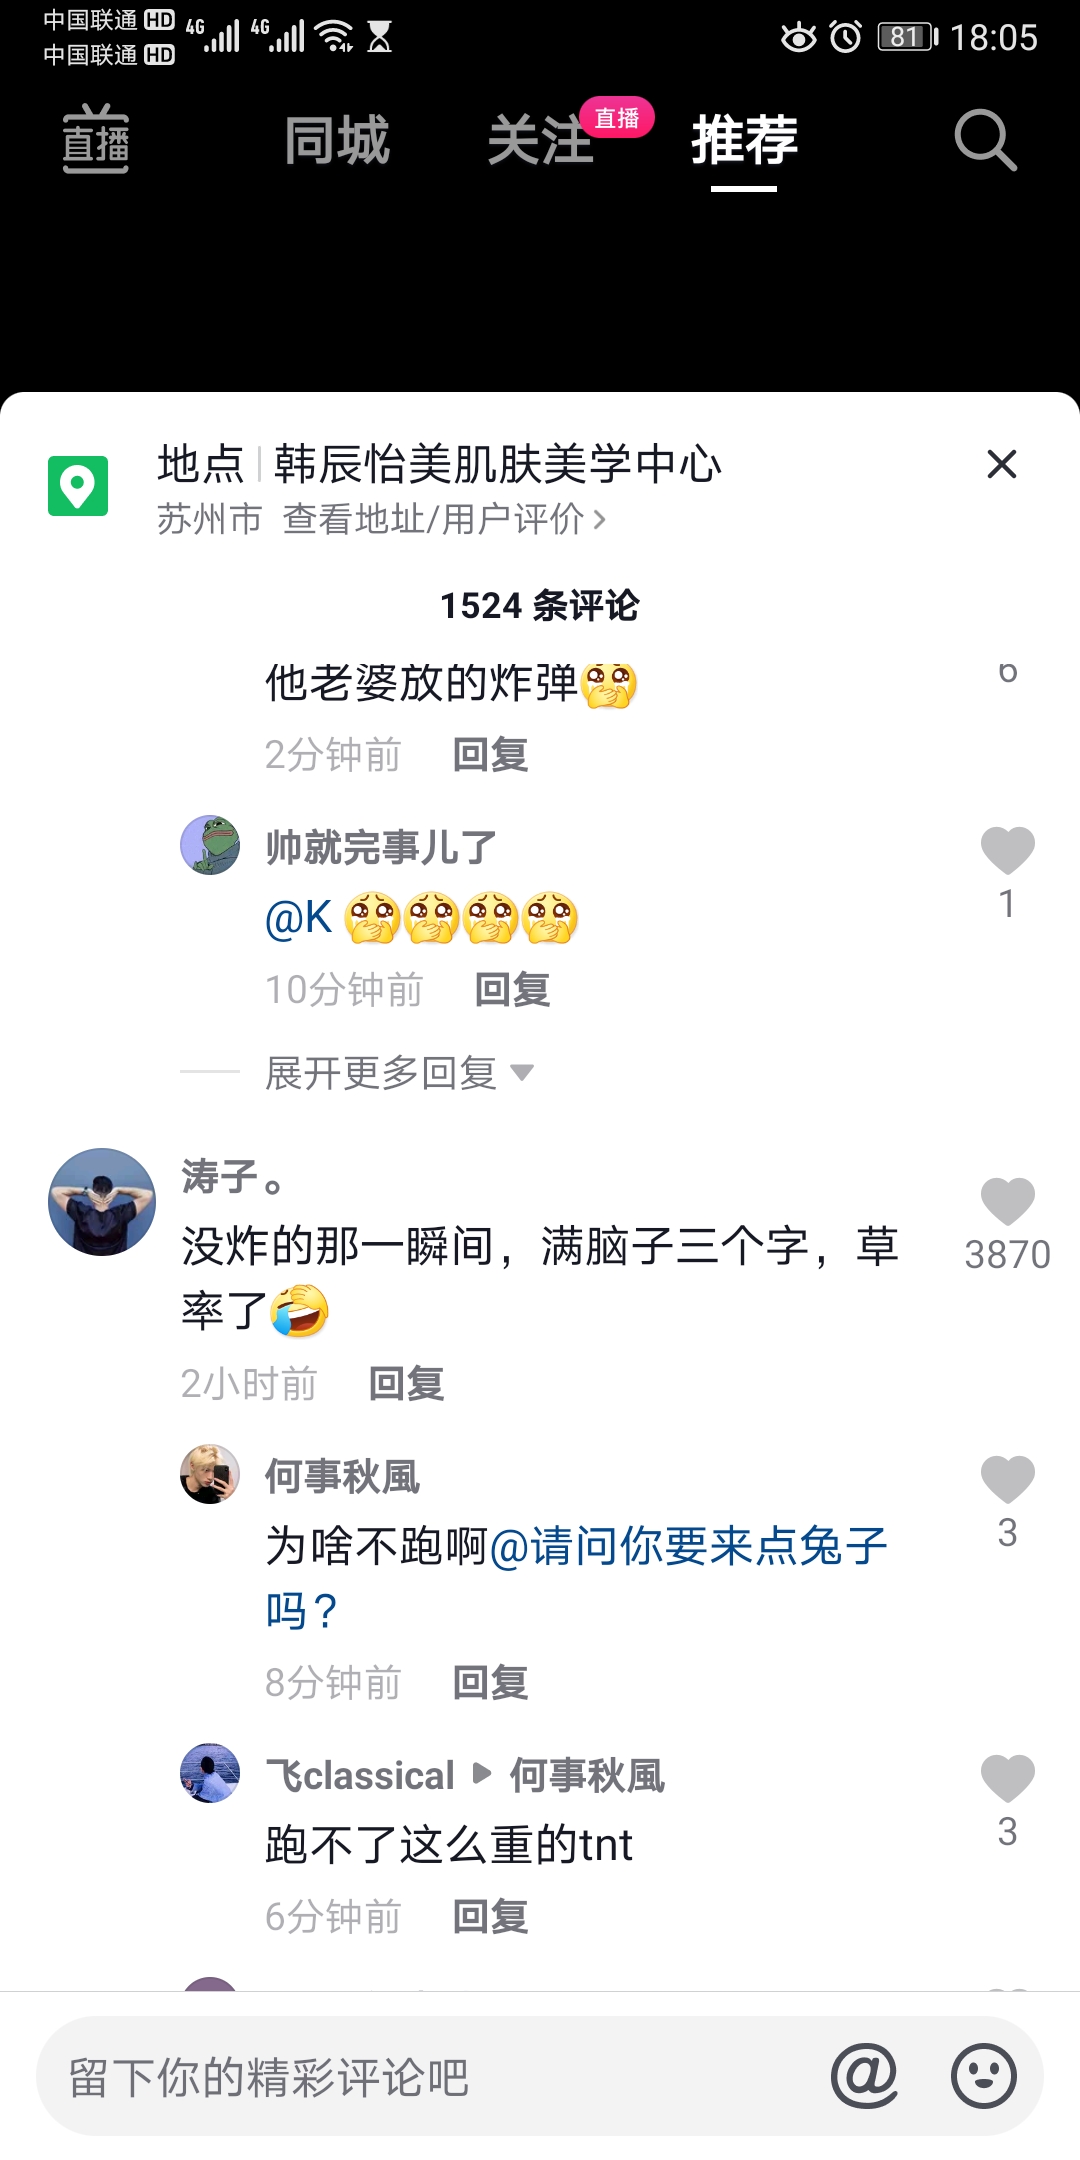 中国联通 HD 4G 4G 81 18:05
中国联通 HD
直播 同城 关注 直播 推荐
地点 韩辰怡美肌肤美学中心
苏州市 查看地址/用户评价
1524 条评论
他老婆放的炸弹 6
2分钟前 回复
帅就完事儿了
@K 1
10分钟前 回复
展开更多回复
涛子。
没炸的那一瞬间，满脑子三个字，草 3870
率了
2小时前 回复
何事秋風
为啥不跑啊@请问你要来点兔子 3
吗？
8分钟前 回复
飞classical 何事秋風
跑不了这么重的tnt 3
6分钟前 回复
留下你的精彩评论吧 @